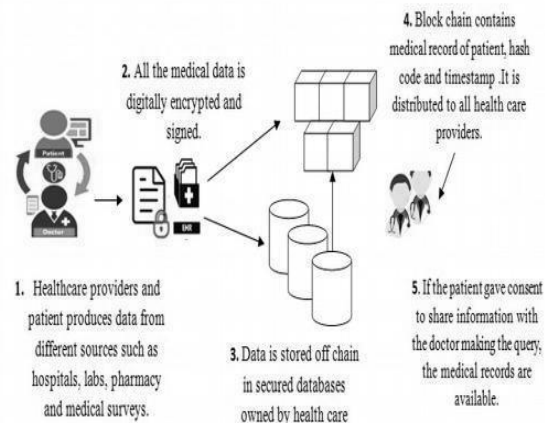 4. Block chain contains
medical record of patient, hash
code and timestamp .It is
distributed to all health care
providers.
2. All the medical data is
digitally encrypted and
signed.
Patient
Doctor
EMR
1. Healthcare providers and
patient produces data from
different sources such as
hospitals, labs, pharmacy
and medical surveys.
3. Data is stored off chain
in secured databases
owned by health care
5. If the patient gave consent
to share information with
the doctor making the query,
the medical records are
available.